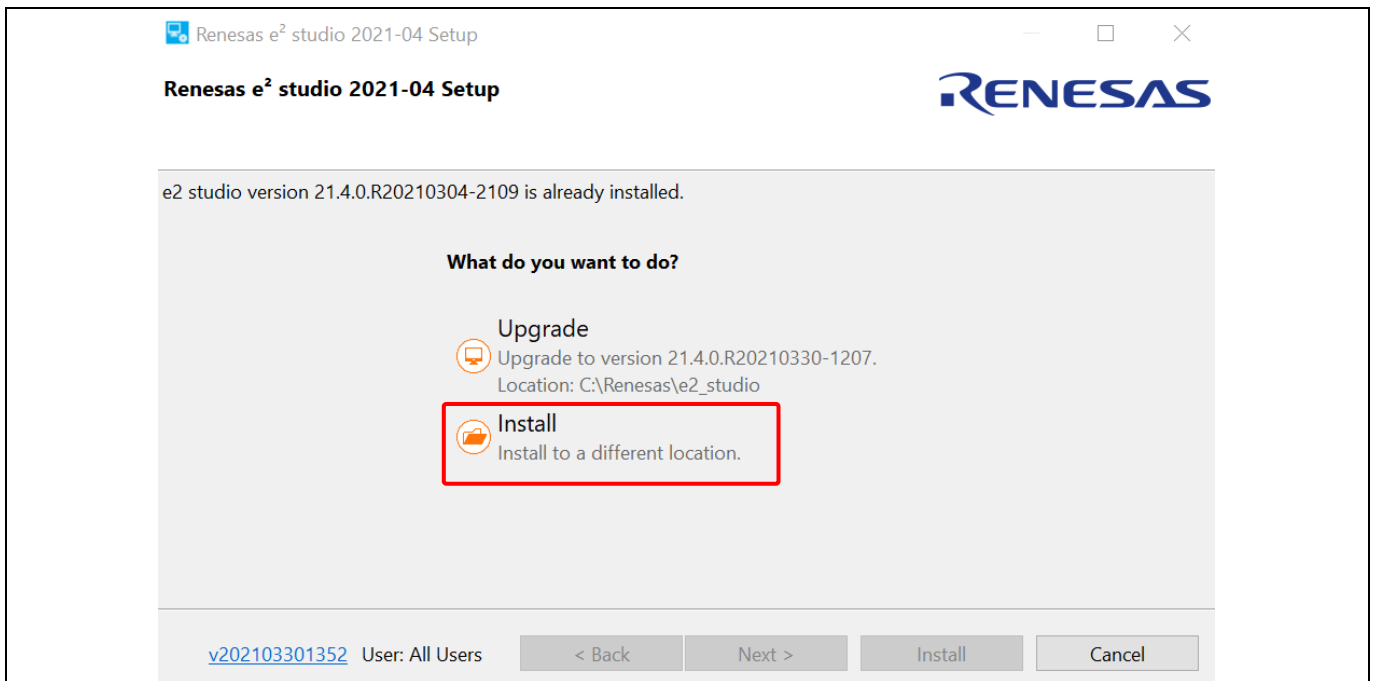 Renesas e² studio 2021-04 Setup
Renesas e² studio 2021-04 Setup
RENESAS
e2 studio version 21.4.0.R20210304-2109 is already installed.
What do you want to do?
Upgrade
Upgrade to version 21.4.0.R20210330-1207.
Location: C:\Renesas\e2_studio
Install
Install to a different location.
v202103301352 User: All Users < Back Next > Install Cancel